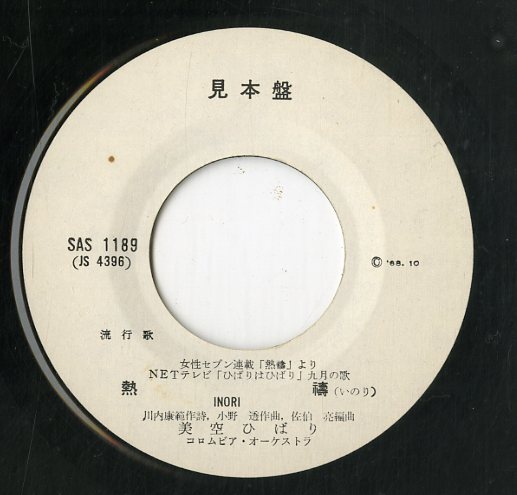 見本盤
SAS 1189
(JS 4396)
Ⓒ '68.10
流行歌
女性セブン連載「熱禱」より
NETテレビ「ひばりはひばり」九月の歌
熱禱(いのり)
INORI
川内康範作詩, 小野 透作曲, 佐伯 亮編曲
美空ひばり
コロムビア・オーケストラ